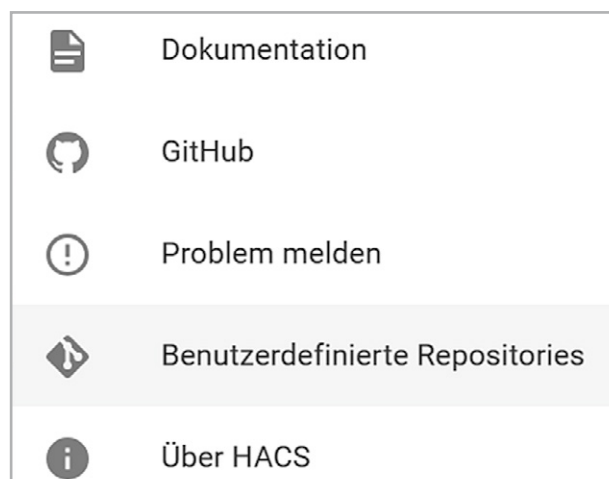 Dokumentation
GitHub
Problem melden
Benutzerdefinierte Repositories
Über HACS